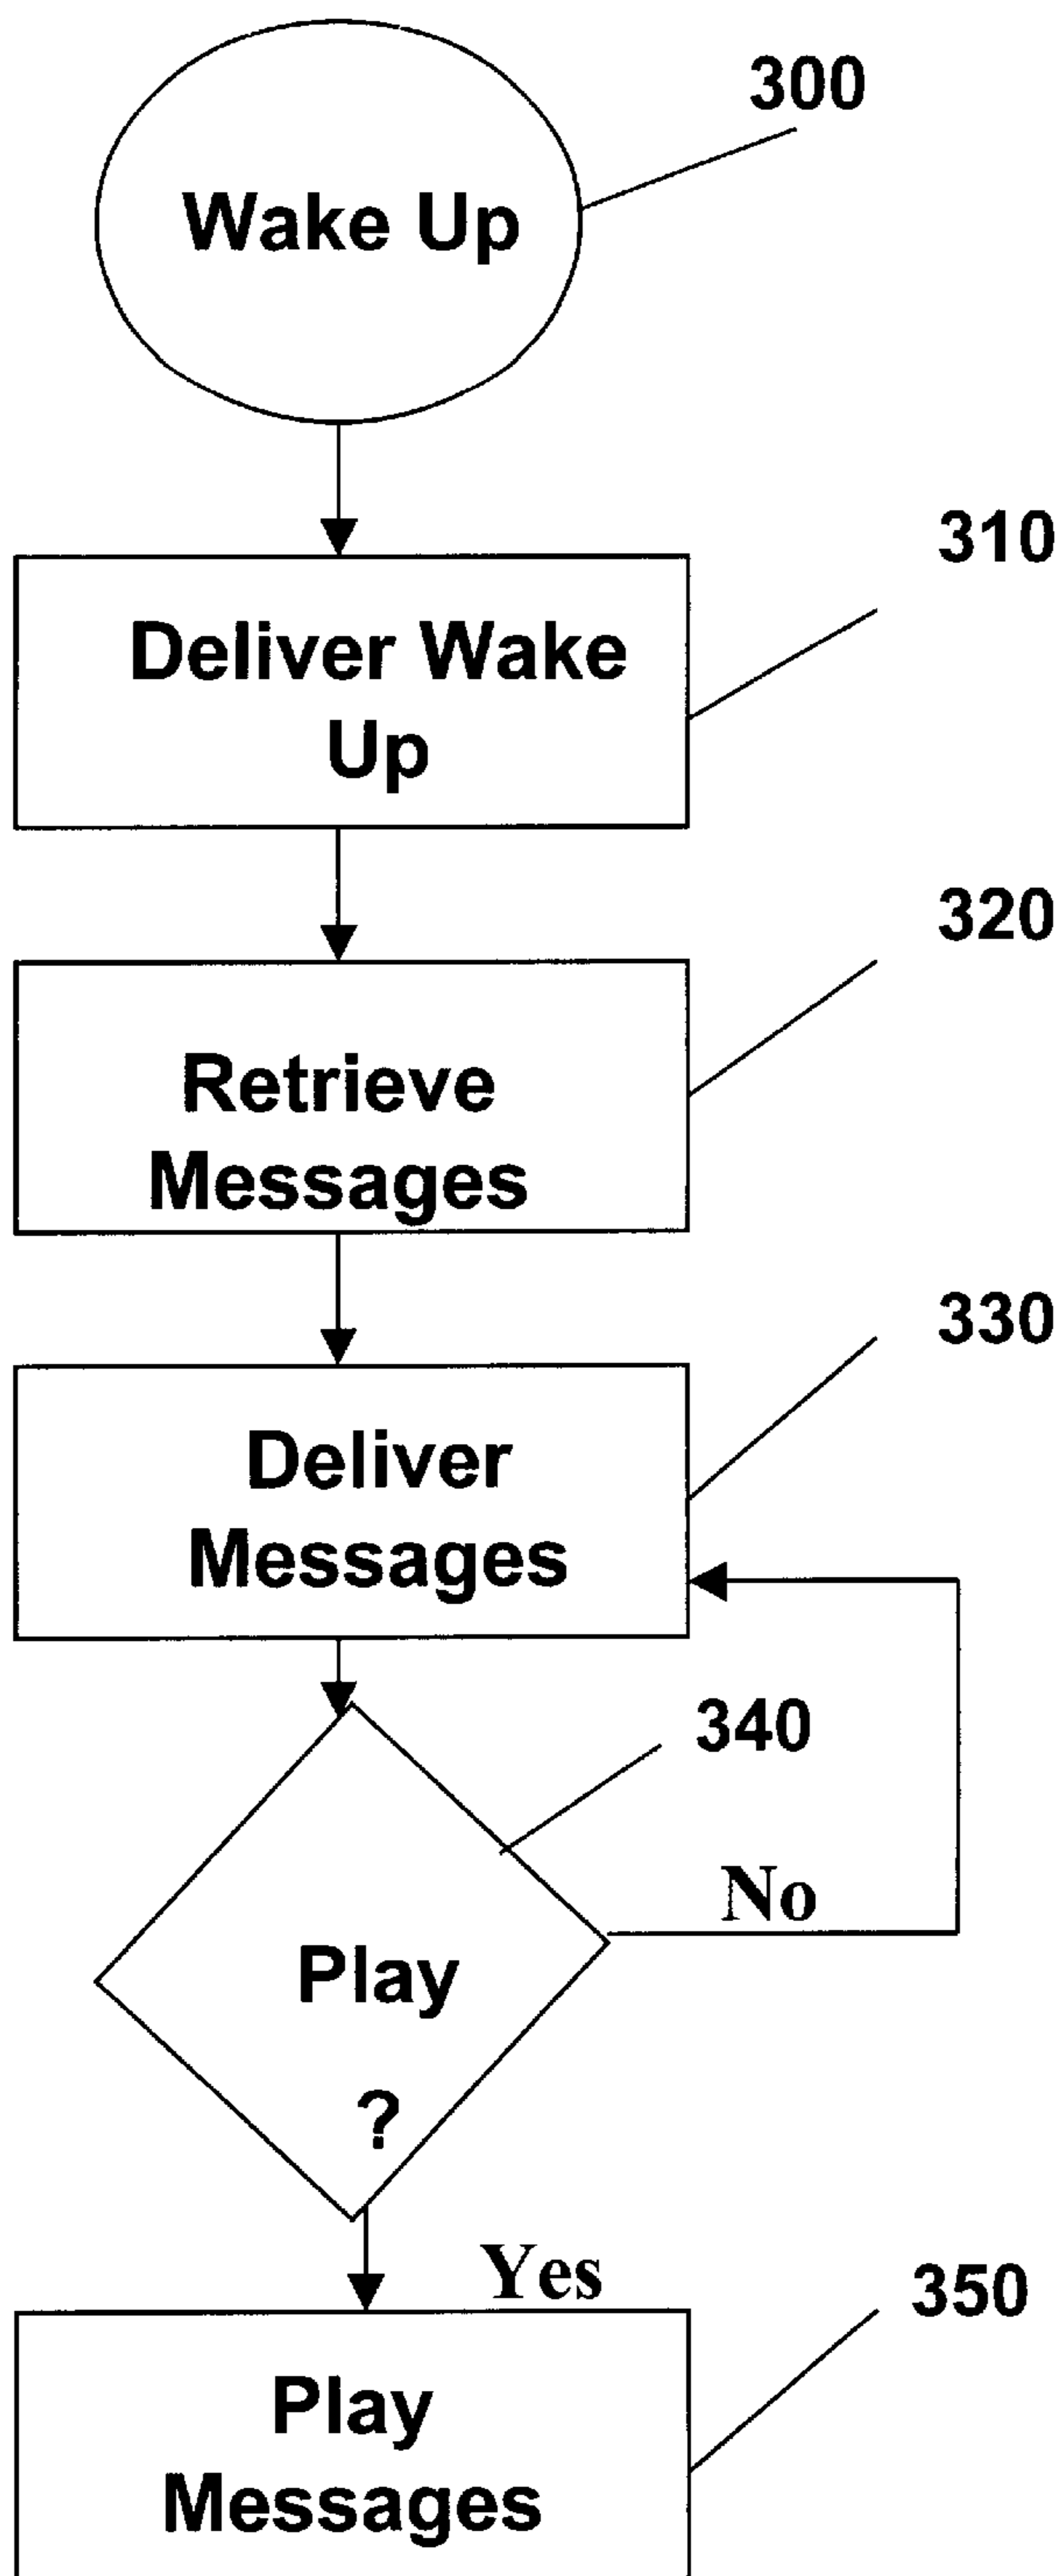 300
Wake Up
310
Deliver Wake
Up
320
Retrieve
Messages
330
Deliver
Messages
340
No
Play
?
Yes
350
Play
Messages